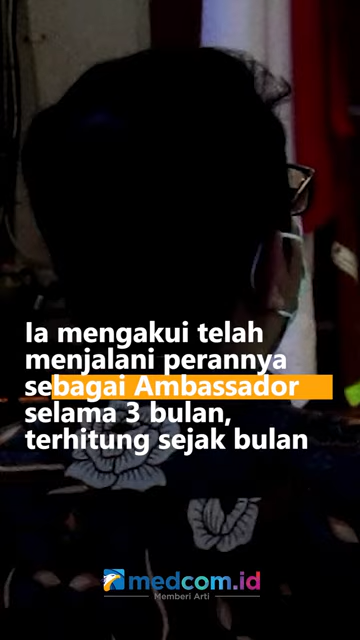 Ia mengakui telah
menjalani perannya
sebagai Ambassador
selama 3 bulan,
terhitung sejak bulan
medcom.id
Memberi Arti